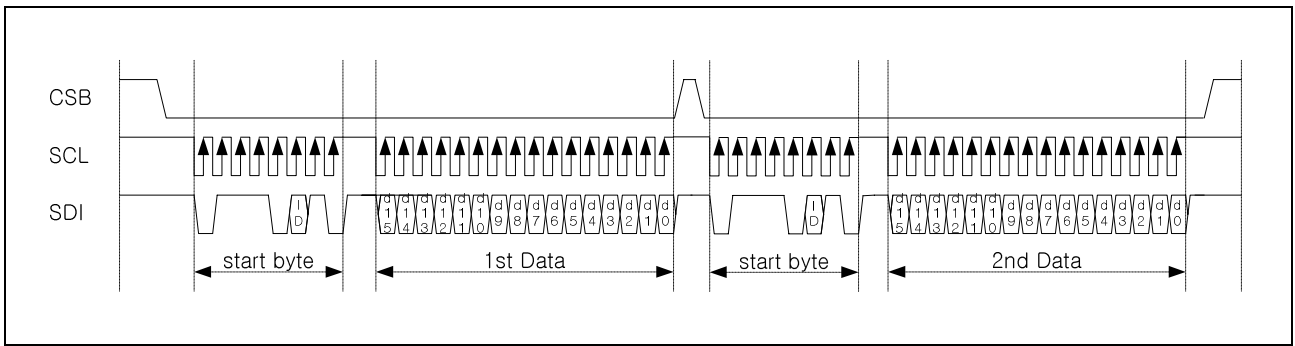 CSB
SCL
SDI
ID
d15 d14 d13 d12 d11 d10 d9 d8 d7 d6 d5 d4 d3 d2 d1 d0
ID
d15 d14 d13 d12 d11 d10 d9 d8 d7 d6 d5 d4 d3 d2 d1 d0
start byte
1st Data
start byte
2nd Data